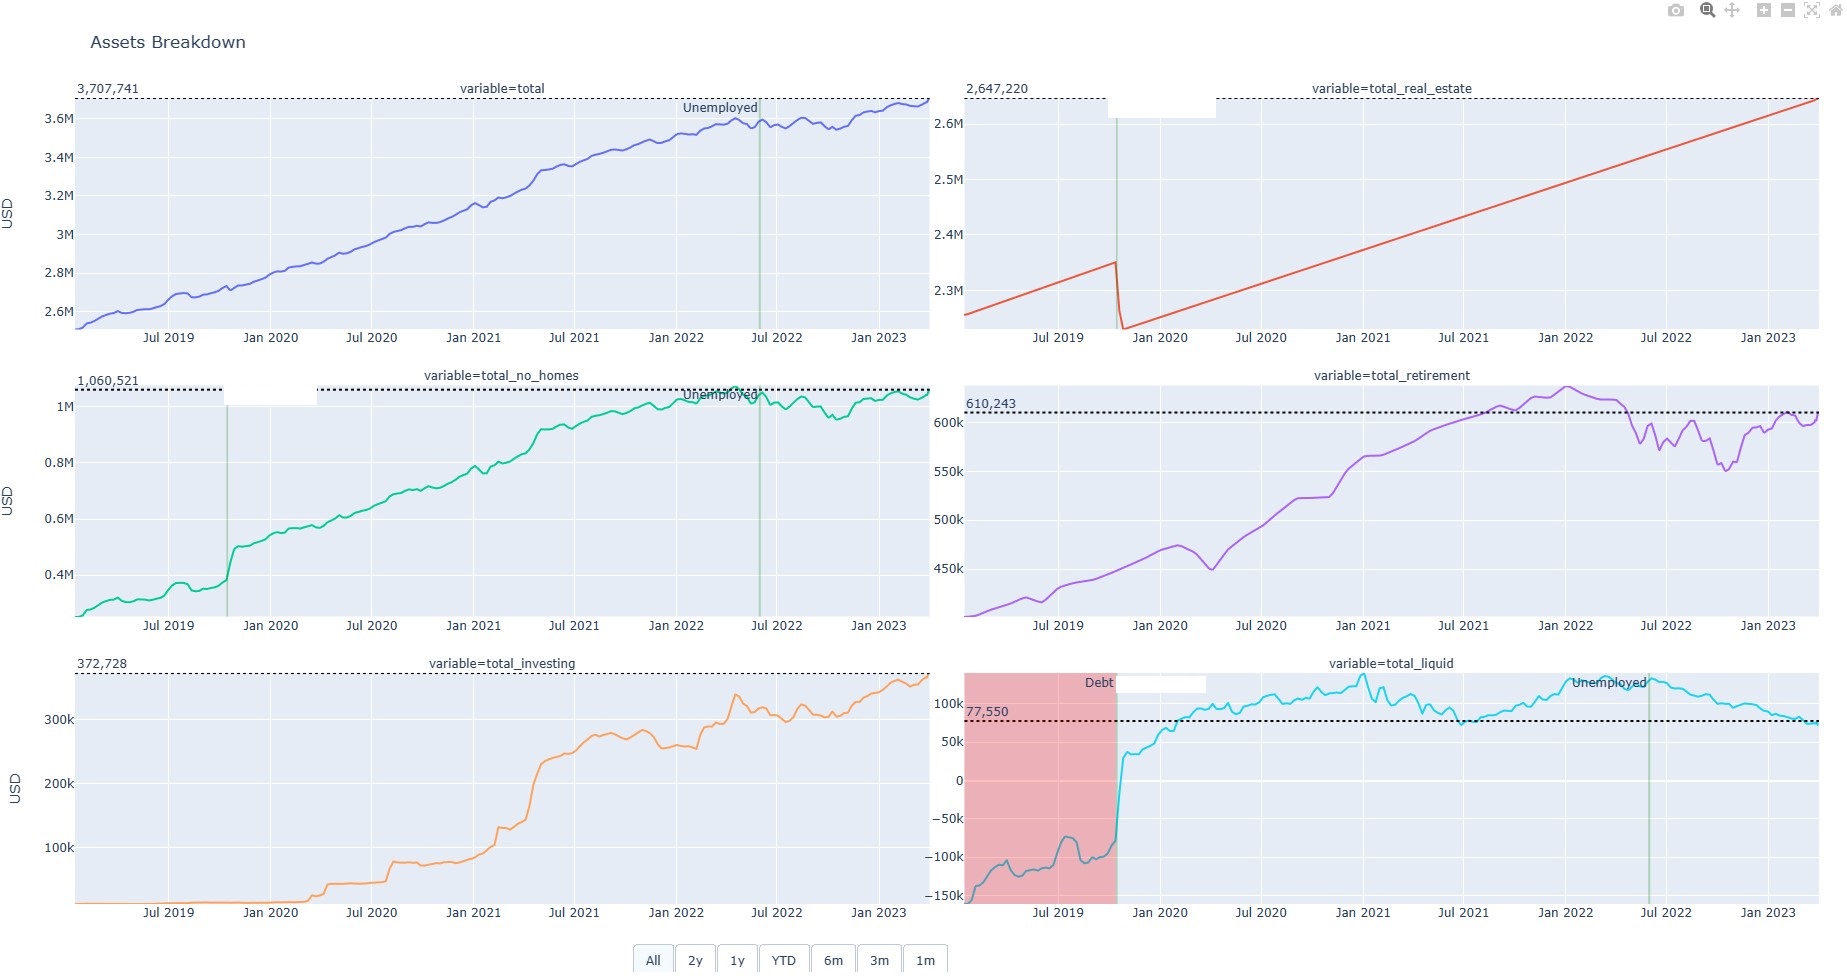 Assets Breakdown
3,707,741
variable=total
Unemployed
3.6M
3.4M
3.2M
3M
2.8M
2.6M
USD
Jul 2019 Jan 2020 Jul 2020 Jan 2021 Jul 2021 Jan 2022 Jul 2022 Jan 2023
2,647,220
variable=total_real_estate
2.6M
2.5M
2.4M
2.3M
Jul 2019 Jan 2020 Jul 2020 Jan 2021 Jul 2021 Jan 2022 Jul 2022 Jan 2023
1,060,521
variable=total_no_homes
Unemployed
1M
0.8M
0.6M
0.4M
USD
Jul 2019 Jan 2020 Jul 2020 Jan 2021 Jul 2021 Jan 2022 Jul 2022 Jan 2023
variable=total_retirement
610,243
600k
550k
500k
450k
Jul 2019 Jan 2020 Jul 2020 Jan 2021 Jul 2021 Jan 2022 Jul 2022 Jan 2023
372,728
variable=total_investing
300k
200k
100k
USD
Jul 2019 Jan 2020 Jul 2020 Jan 2021 Jul 2021 Jan 2022 Jul 2022 Jan 2023
variable=total_liquid
Debt
Unemployed
100k
77,550
50k
0
−50k
−100k
−150k
Jul 2019 Jan 2020 Jul 2020 Jan 2021 Jul 2021 Jan 2022 Jul 2022 Jan 2023
All 2y 1y YTD 6m 3m 1m